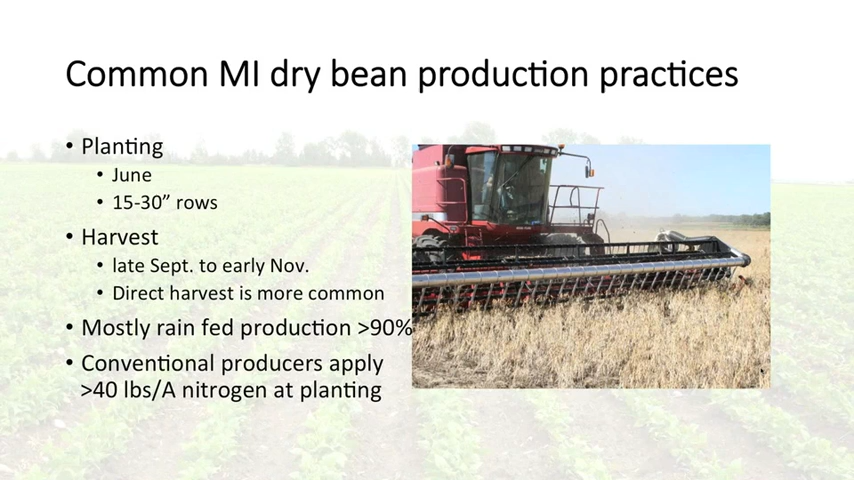 Common MI dry bean production practices
• Planting
• June
• 15-30” rows
• Harvest
• late Sept. to early Nov.
• Direct harvest is more common
• Mostly rain fed production >90%
• Conventional producers apply
>40 lbs/A nitrogen at planting